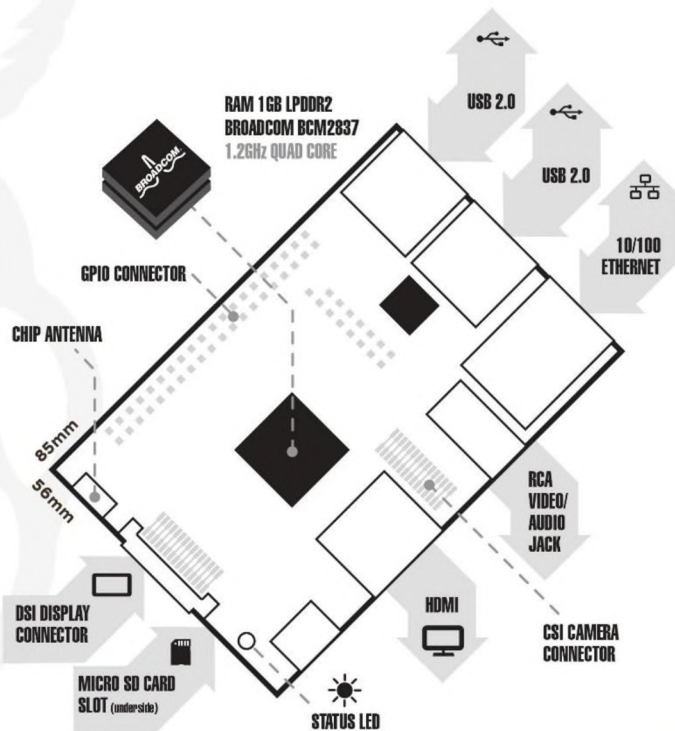 USB 2.0
RAM 1GB LPDDR2
BROADCOM BCM2837
1.2GHz QUAD CORE
BROADCOM
USB 2.0
10/100
ETHERNET
GPIO CONNECTOR
CHIP ANTENNA
85mm
56mm
RCA
VIDEO/
AUDIO
JACK
DSI DISPLAY
CONNECTOR
HDMI
CSI CAMERA
CONNECTOR
MICRO SD CARD
SLOT (underside)
STATUS LED